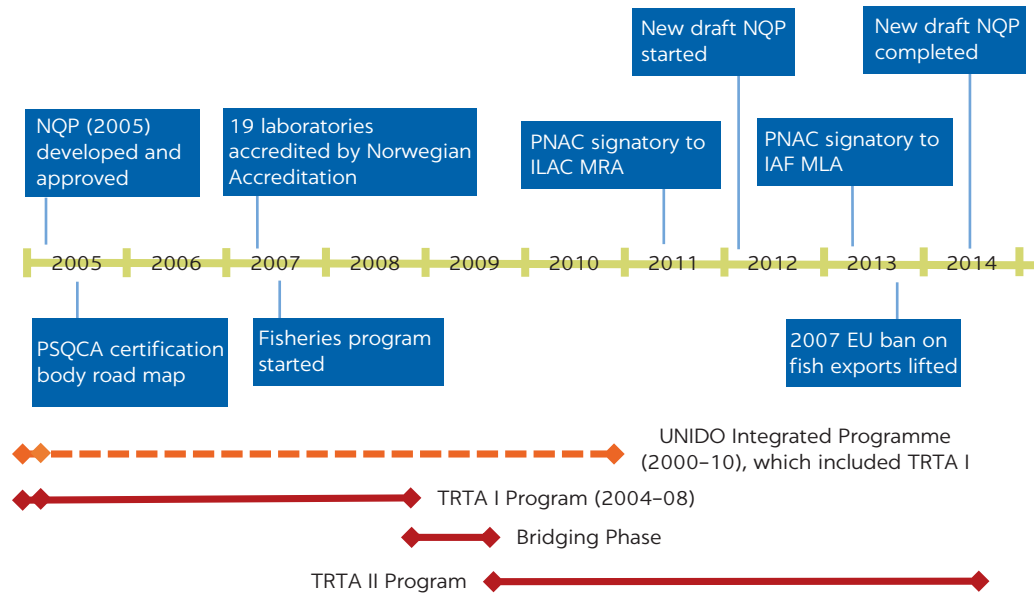 New draft NQP
started
New draft NQP
completed
NQP (2005)
developed and
approved
19 laboratories
accredited by Norwegian
Accreditation
PNAC signatory to
ILAC MRA
PNAC signatory to
IAF MLA
2005 2006 2007 2008 2009 2010 2011 2012 2013 2014
PSQCA certification
body road map
Fisheries program
started
2007 EU ban on
fish exports lifted
UNIDO Integrated Programme
(2000–10), which included TRTA I
TRTA I Program (2004–08)
Bridging Phase
TRTA II Program